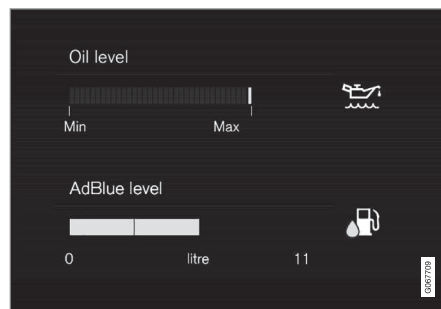 Oil level
Min Max
AdBlue level
0 litre 11
G067709